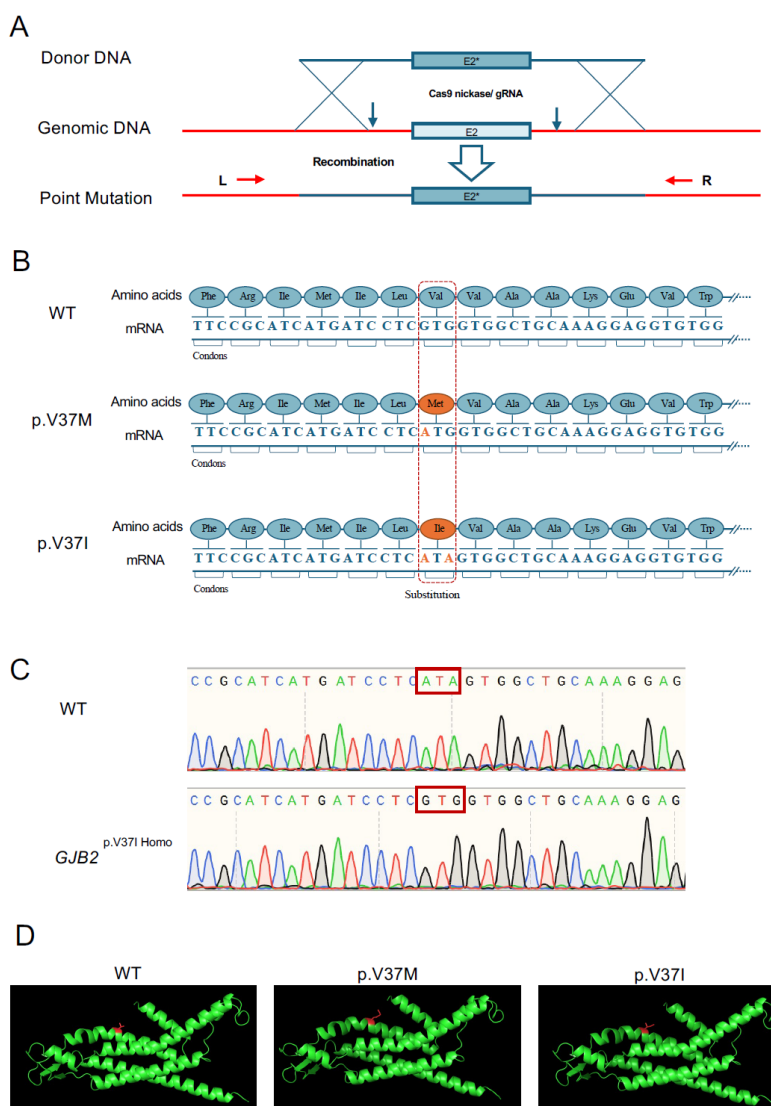 A
Donor DNA
E2*
Cas9 nickase/ gRNA
Genomic DNA
E2
Recombination
L
R
Point Mutation
E2*
B
WT
Amino acids
Phe Arg Ile Met Ile Leu Val Val Ala Ala Lys Glu Val Trp
mRNA
TTCCGCATCATGATCCTCGTGGTGGCTGCAAAGGAGGTGTGG
Condons
p.V37M
Amino acids
Phe Arg Ile Met Ile Leu Met Val Ala Ala Lys Glu Val Trp
mRNA
TTCCGCATCATGATCCTCATGGTGGCTGCAAAGGAGGTGTGG
Condons
p.V37I
Amino acids
Phe Arg Ile Met Ile Leu Ile Val Ala Ala Lys Glu Val Trp
mRNA
TTCCGCATCATGATCCTCATAGTGGCTGCAAAGGAGGTGTGG
Condons
Substitution
C
WT
CCGCATCATGATCCTCATAGTGGCTGCAAAGGAG
GJB2 p.V37I Homo
CCGCATCATGATCCTCGTGGTGGCTGCAAAGGAG
D
WT
p.V37M
p.V37I